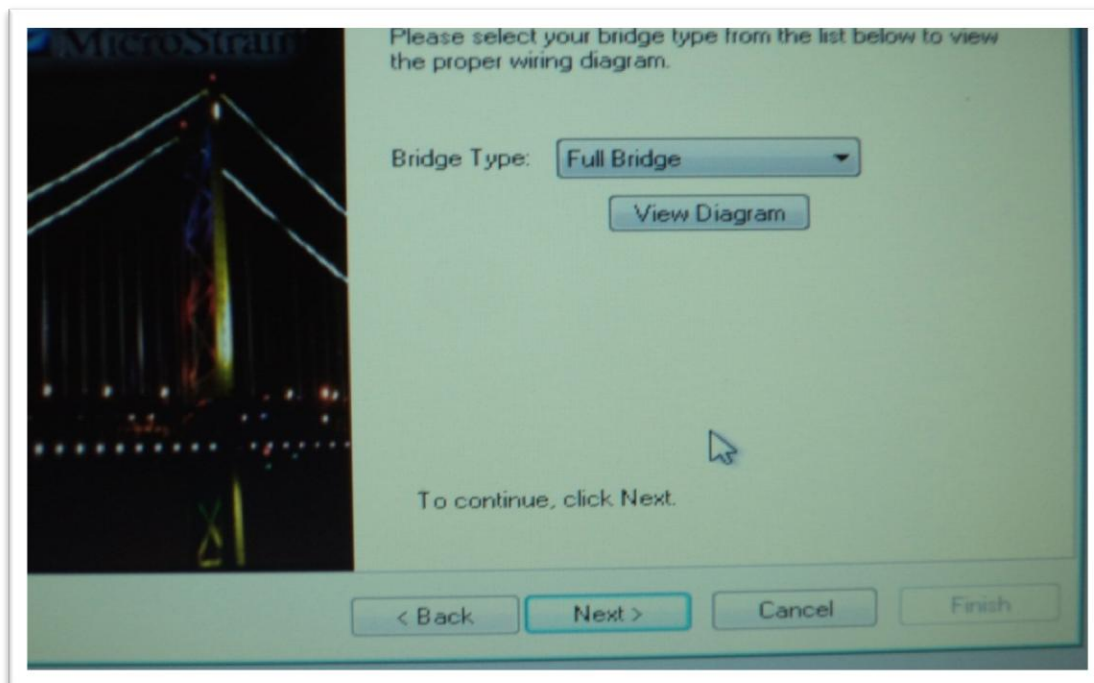 MicroStrain
Please select your bridge type from the list below to view
the proper wiring diagram.
Bridge Type: Full Bridge
View Diagram
To continue, click Next.
< Back Next > Cancel Finish